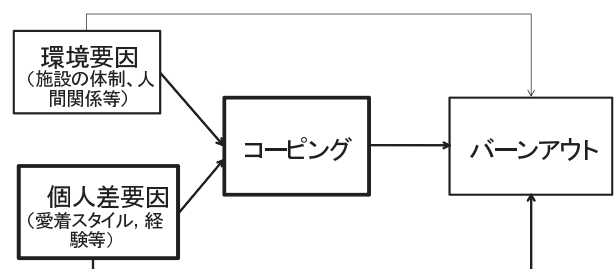 環境要因
（施設の体制、人
間関係等）
コーピング
バーンアウト
個人差要因
（愛着スタイル，経
験等）